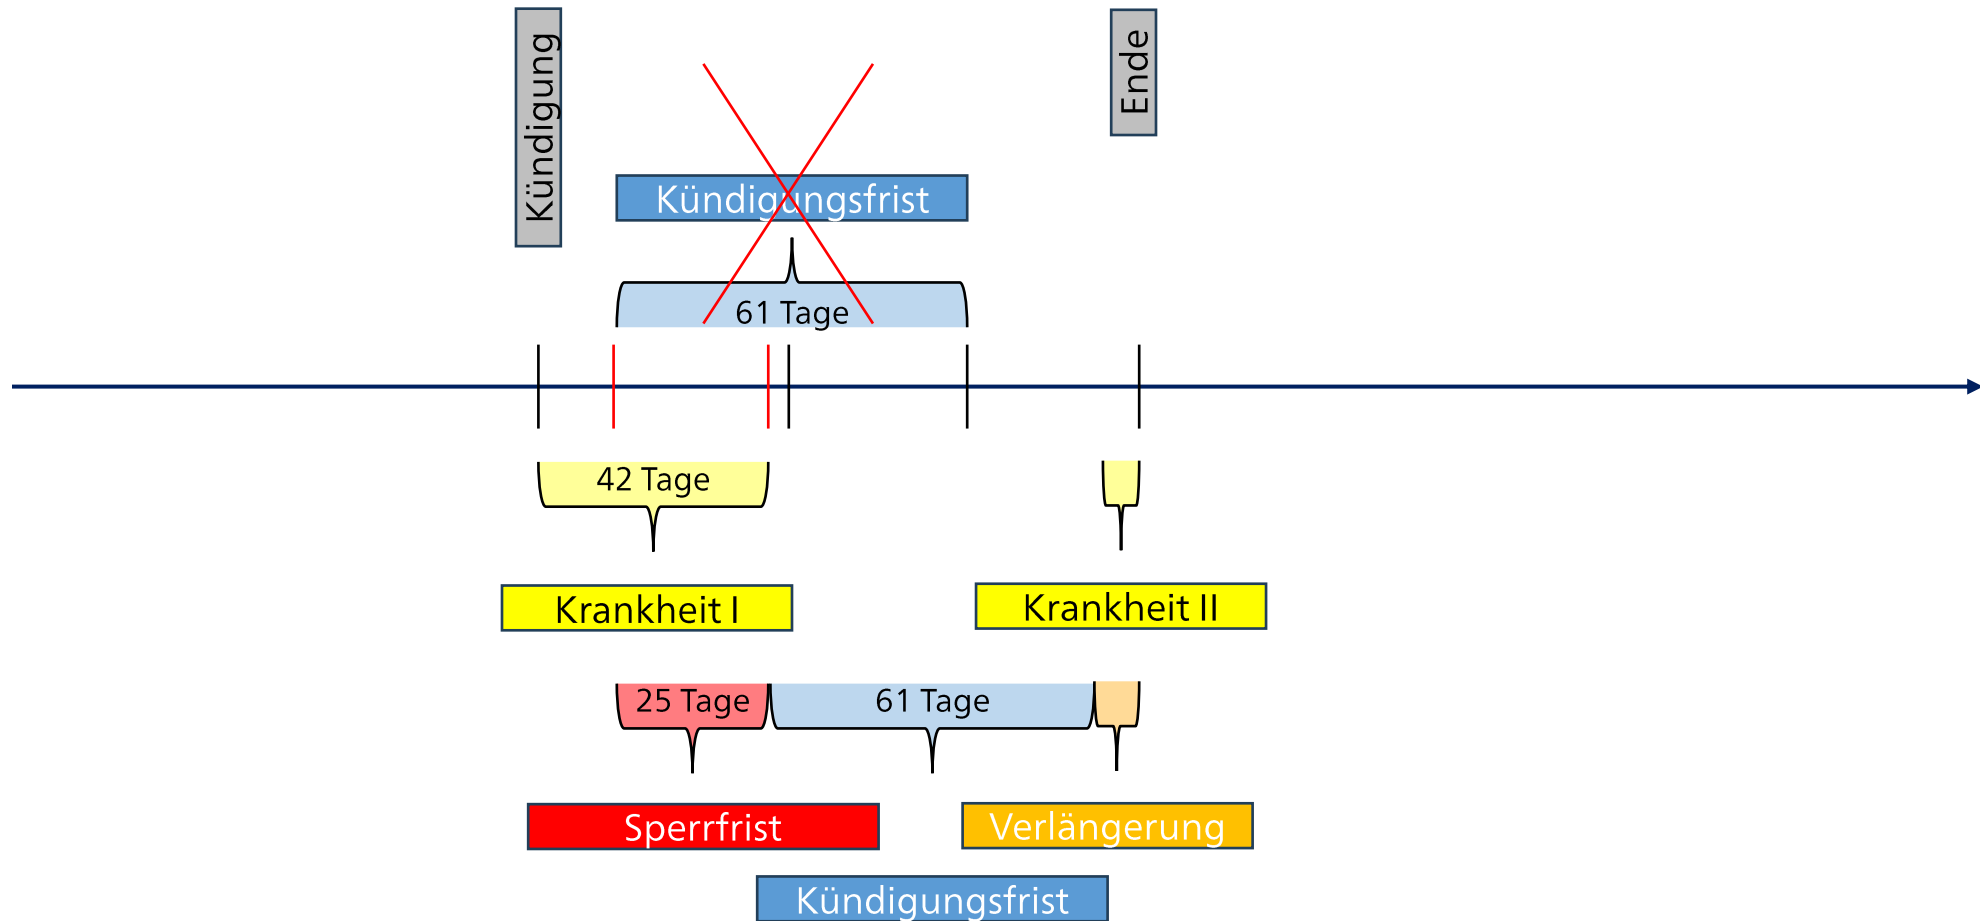 Kündigung
Ende
Kündigungsfrist
61 Tage
42 Tage
Krankheit I
Krankheit II
25 Tage
61 Tage
Sperrfrist
Verlängerung
Kündigungsfrist